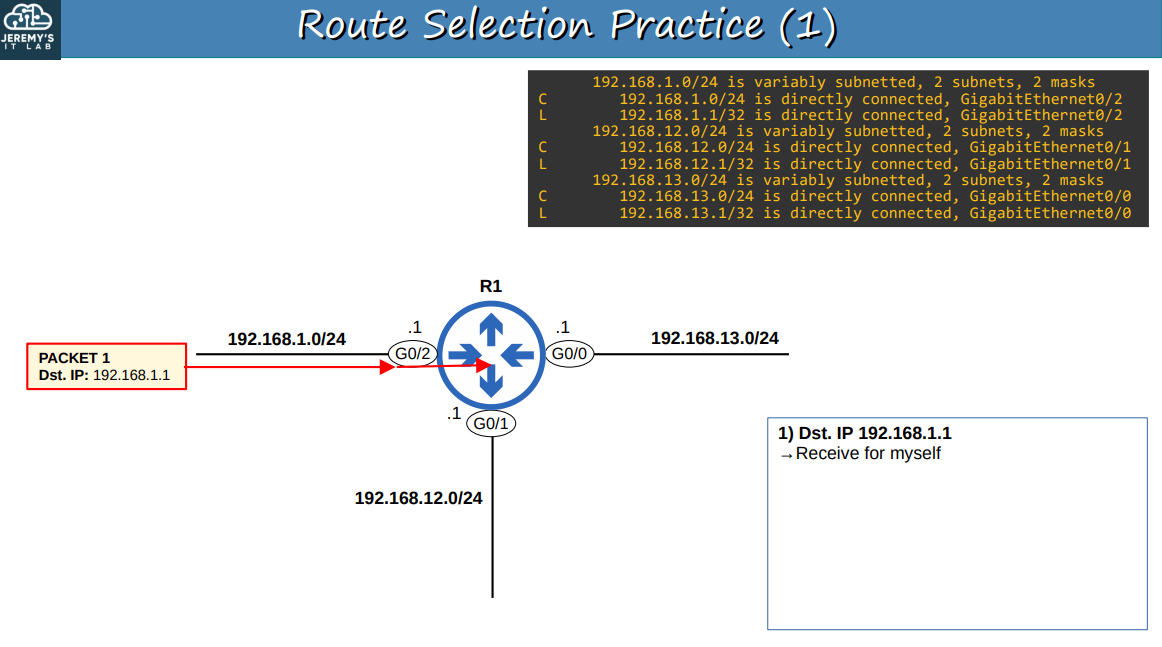 JEREMY'S
IT LAB
Route Selection Practice (1)
192.168.1.0/24 is variably subnetted, 2 subnets, 2 masks
C 192.168.1.0/24 is directly connected, GigabitEthernet0/2
L 192.168.1.1/32 is directly connected, GigabitEthernet0/2
192.168.12.0/24 is variably subnetted, 2 subnets, 2 masks
C 192.168.12.0/24 is directly connected, GigabitEthernet0/1
L 192.168.12.1/32 is directly connected, GigabitEthernet0/1
192.168.13.0/24 is variably subnetted, 2 subnets, 2 masks
C 192.168.13.0/24 is directly connected, GigabitEthernet0/0
L 192.168.13.1/32 is directly connected, GigabitEthernet0/0
R1
192.168.1.0/24
.1
.1
192.168.13.0/24
G0/2
G0/0
PACKET 1
Dst. IP: 192.168.1.1
.1
G0/1
192.168.12.0/24
1) Dst. IP 192.168.1.1
→Receive for myself